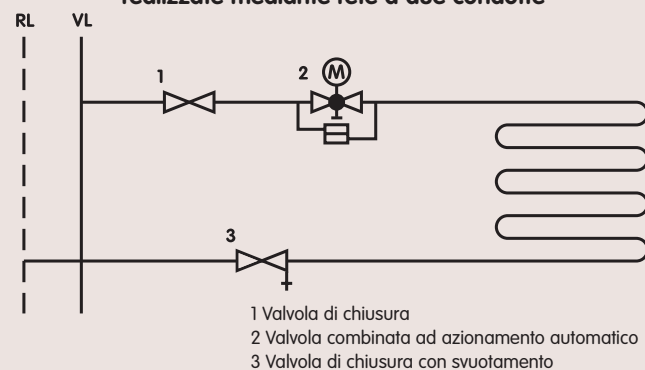 realizzate mediante rete a due condotte
RL VL
1
2 M
3
1 Valvola di chiusura
2 Valvola combinata ad azionamento automatico
3 Valvola di chiusura con svuotamento